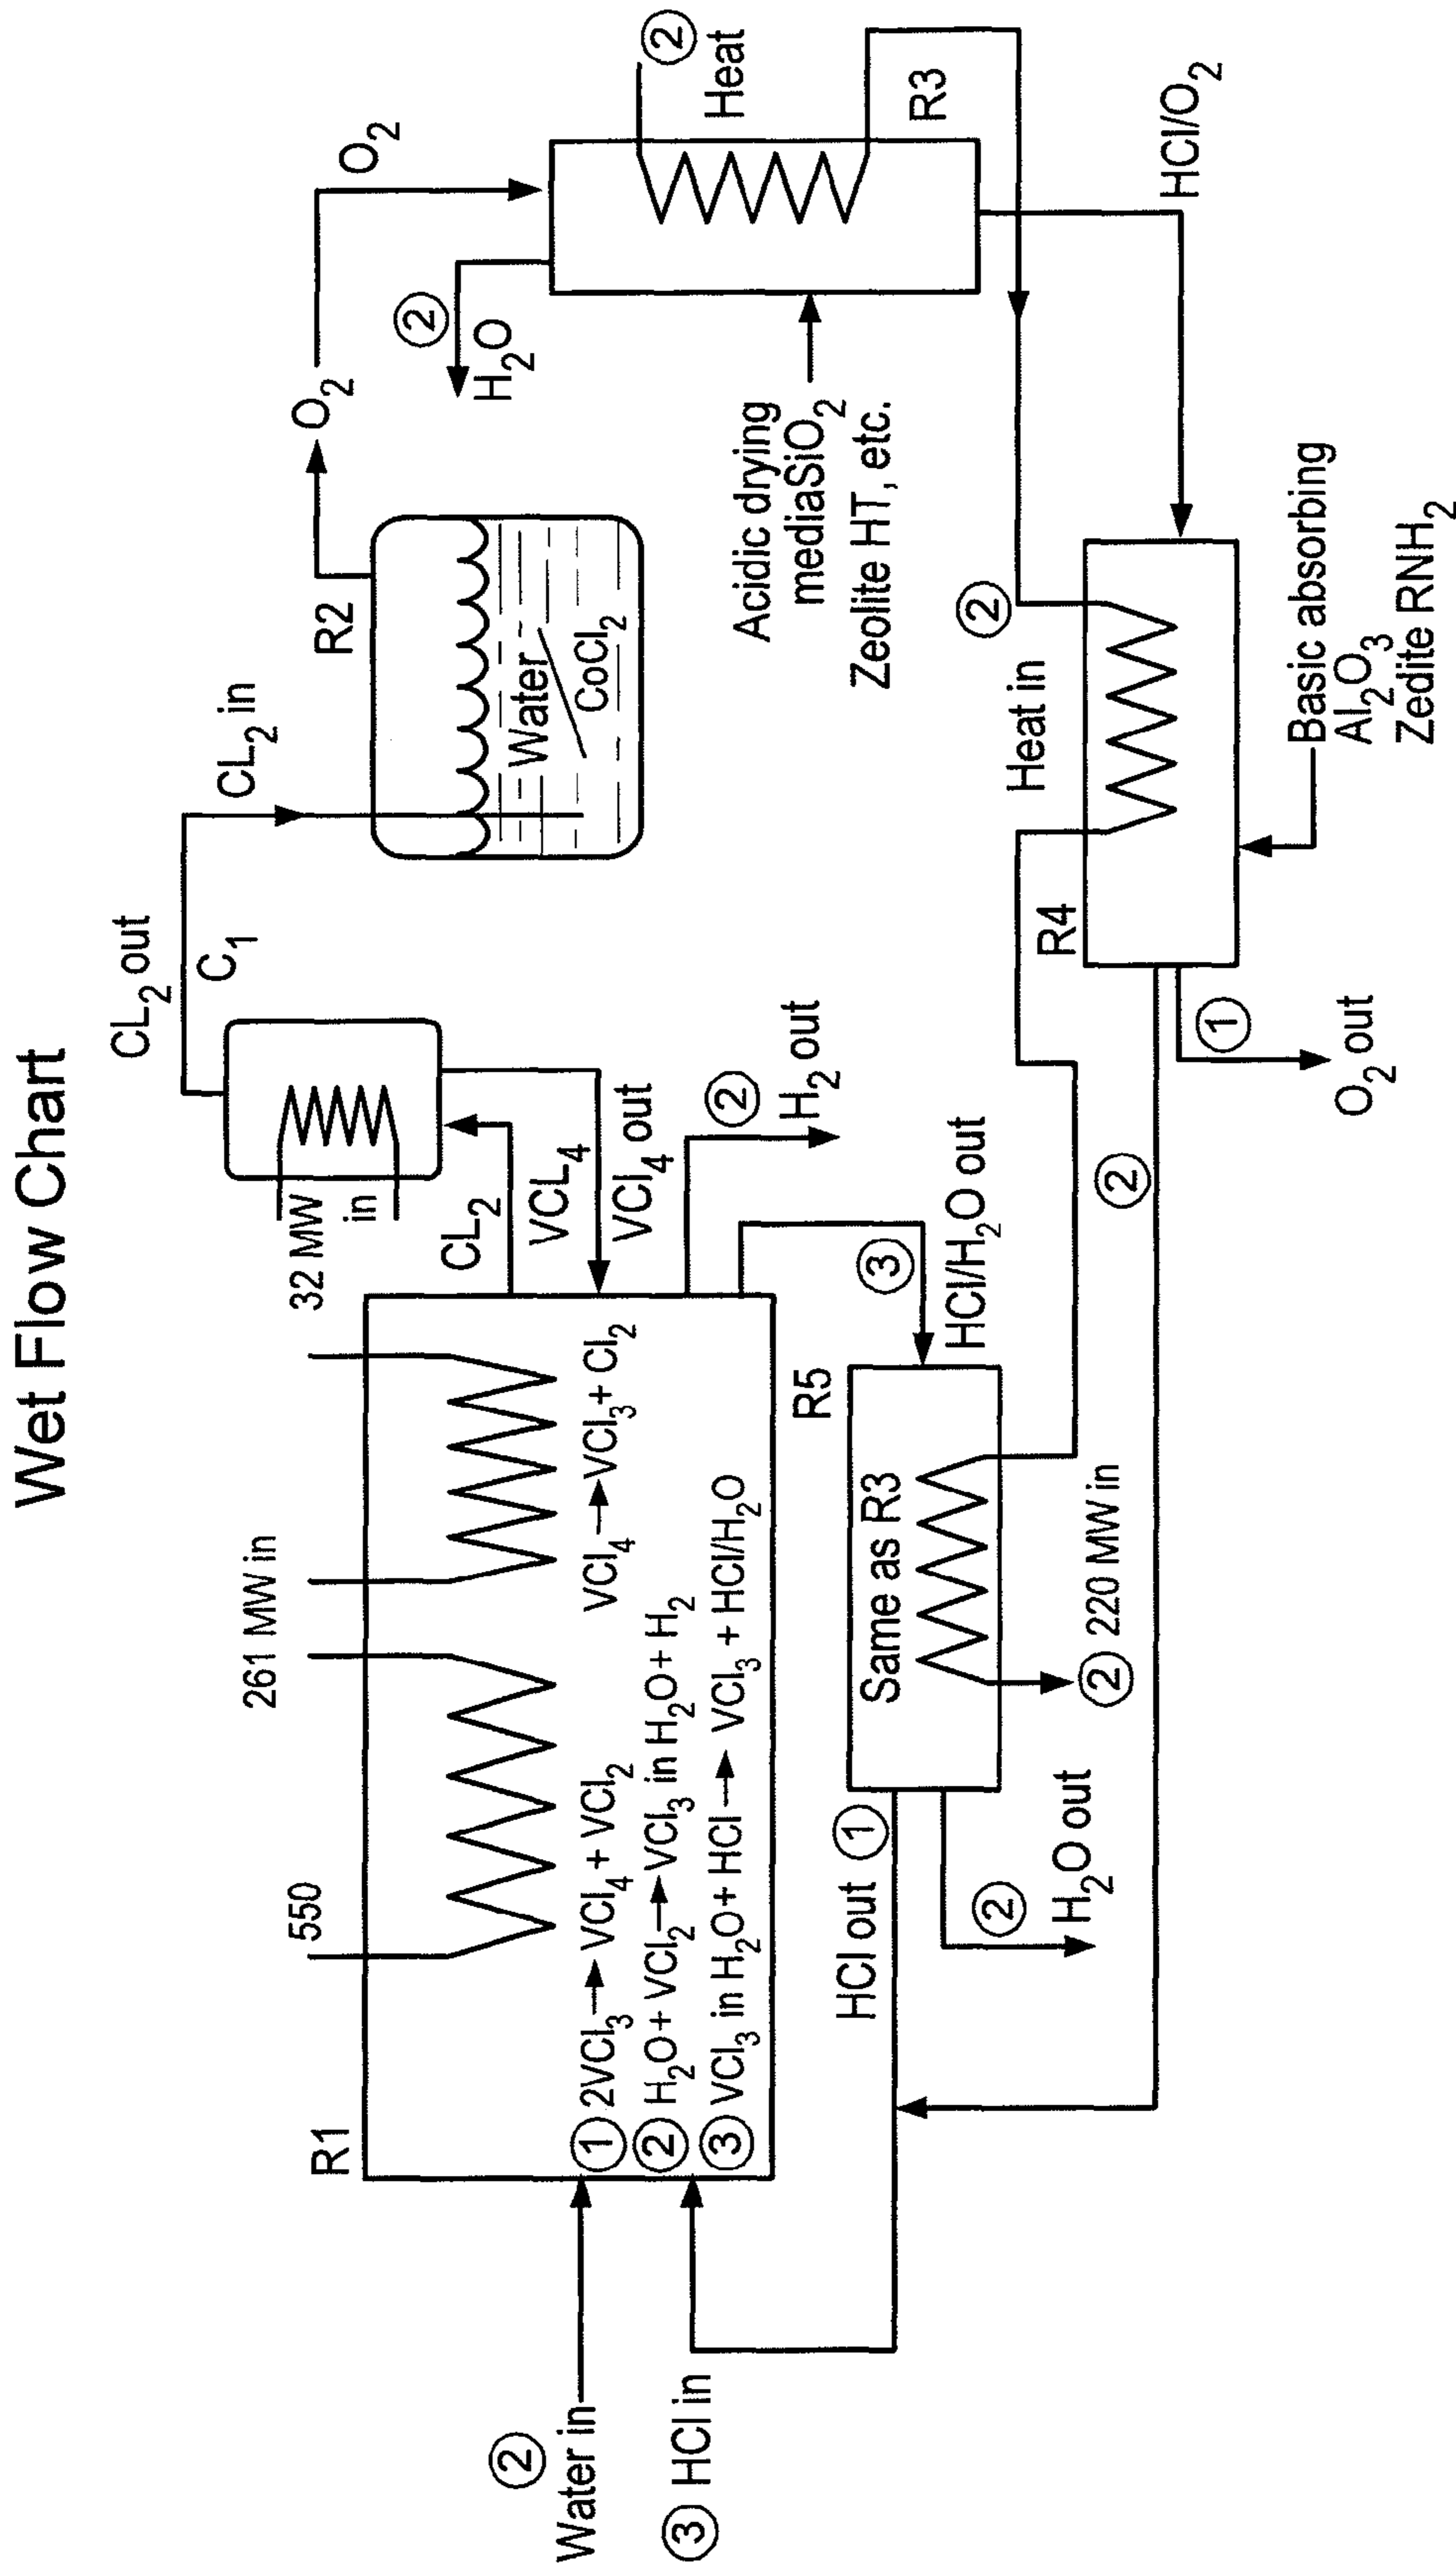 Wet Flow Chart
R1
550
261 MW in
32 MW
in
CL₂ out
C₁
CL₂ in
R2
O₂
O₂
② 
H₂O
② 
Heat
R3
Water
CoCl₂
CL₂
VCL₄
VCl₄ out
② 
H₂ out
① 2VCl₃ → VCl₄ + VCl₂
VCl₄ → VCl₃ + Cl₂
② H₂O + VCl₂ → VCl₃ in H₂O + H₂
③ VCl₃ in H₂O + HCl → VCl₃ + HCl/H₂O
② 
Water in
③ HCl in
③ 
HCl/H₂O out
R5
Same as R3
HCl out ①
② 
H₂O out
② 220 MW in
Acidic drying
mediaSiO₂
Zeolite HT, etc.
HCl/O₂
② 
Heat in
R4
② 
① 
O₂ out
Basic absorbing
Al₂O₃
Zedite RNH₂